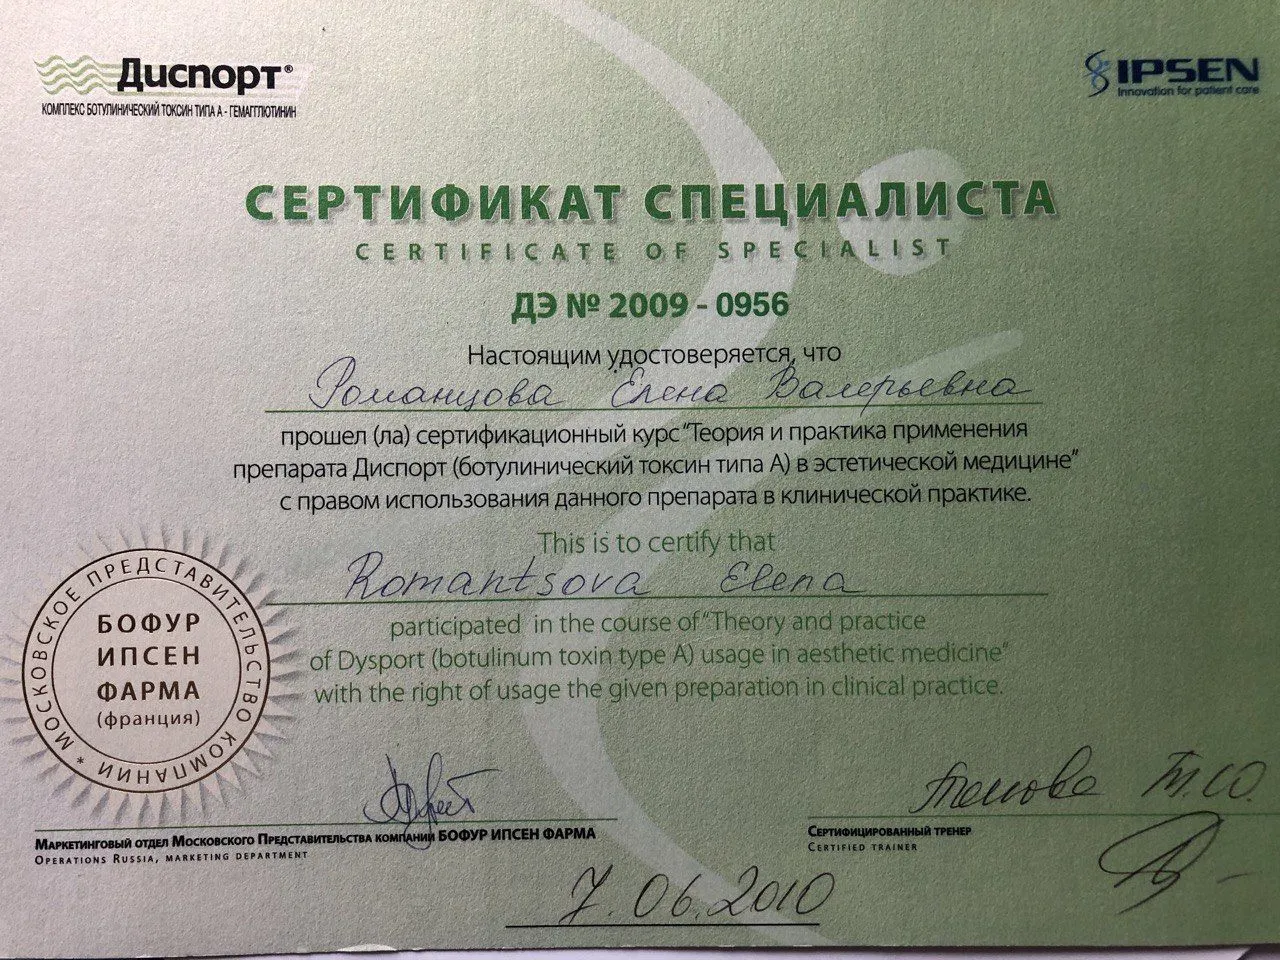 Диспорт®
КОМПЛЕКС БОТУЛИНИЧЕСКИЙ ТОКСИН ТИПА А - ГЕМАГГЛЮТИНИН
IPSEN
Innovation for patient care
СЕРТИФИКАТ СПЕЦИАЛИСТА
CERTIFICATE OF SPECIALIST
ДЭ № 2009 - 0956
Настоящим удостоверяется, что
Романцова Елена Валерьевна
прошел (ла) сертификационный курс "Теория и практика применения
препарата Диспорт (ботулинический токсин типа А) в эстетической медицине"
с правом использования данного препарата в клинической практике.
This is to certify that
Romantsova Elena
participated in the course of "Theory and practice
of Dysport (botulinum toxin type A) usage in aesthetic medicine"
with the right of usage the given preparation in clinical practice.
МОСКОВСКОЕ ПРЕДСТАВИТЕЛЬСТВО КОМПАНИИ *
БОФУР
ИПСЕН
ФАРМА
(франция)
Т.Ю.
Маркетинговый отдел Московского Представительства компании БОФУР ИПСЕН ФАРМА
Operations Russia, marketing department
Сертифицированный тренер
Certified trainer
7.06.2010